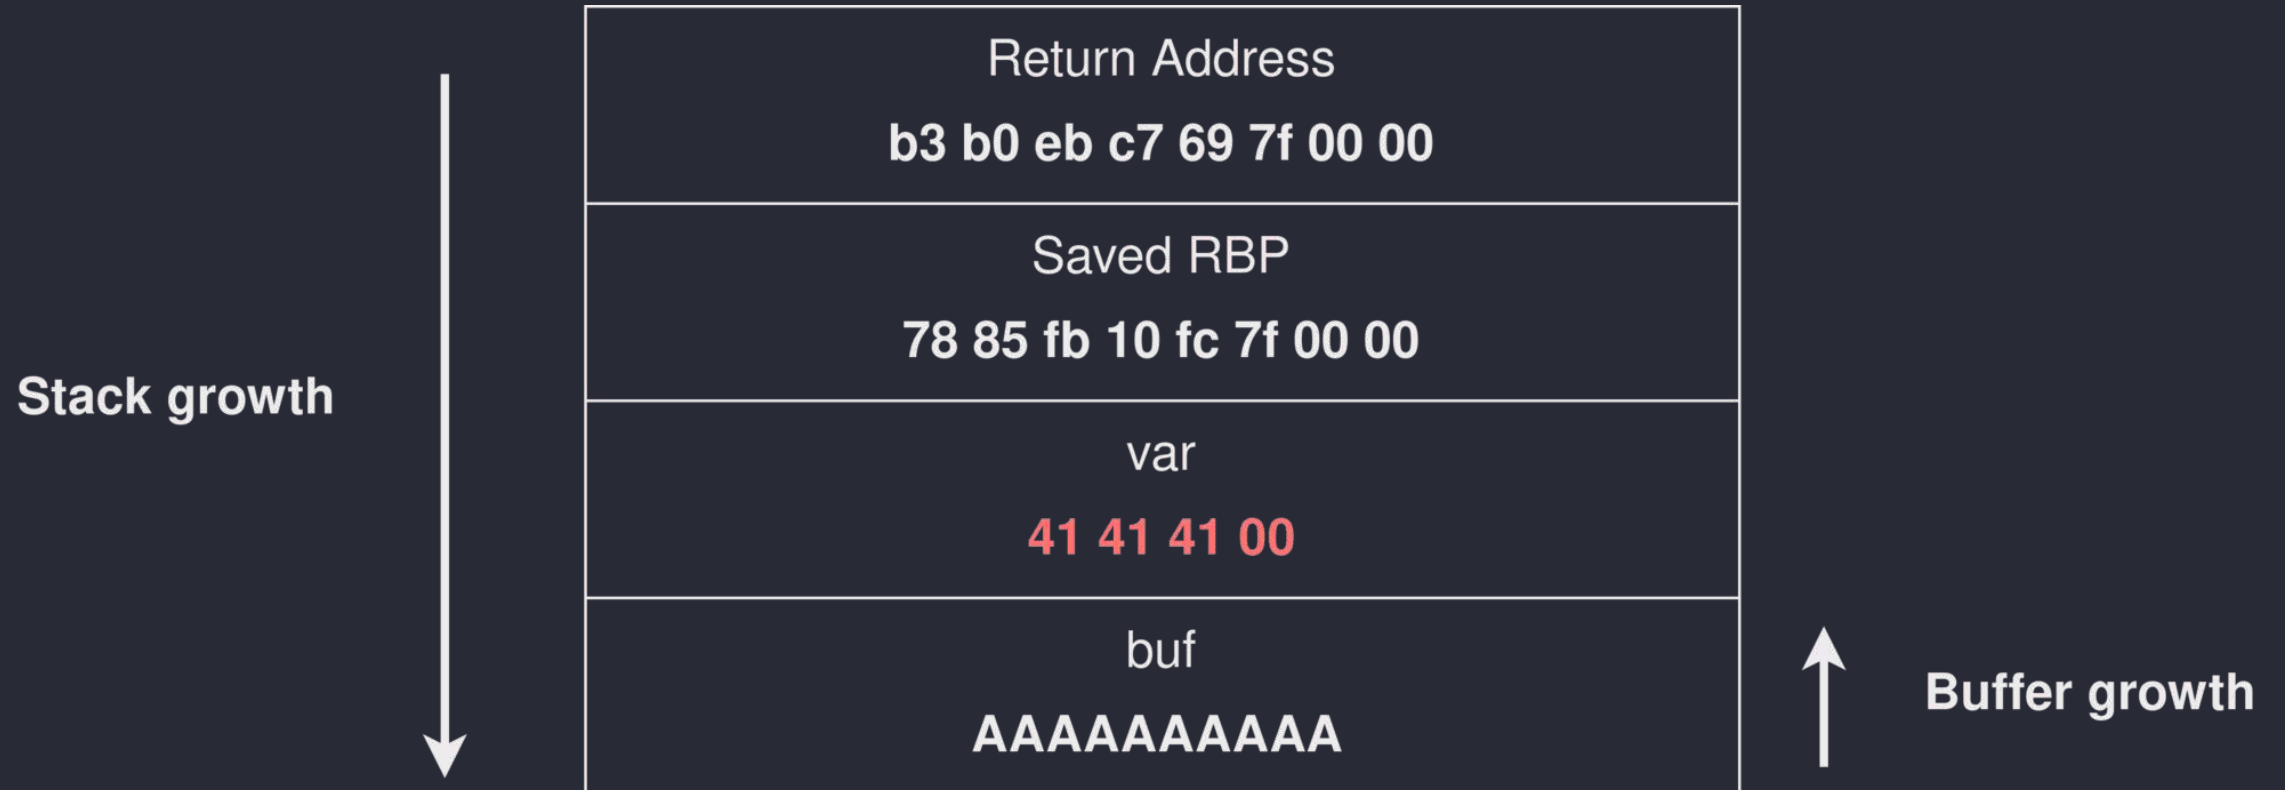 Return Address
b3 b0 eb c7 69 7f 00 00
Saved RBP
78 85 fb 10 fc 7f 00 00
Stack growth
var
41 41 41 00
buf
AAAAAAAAAA
Buffer growth